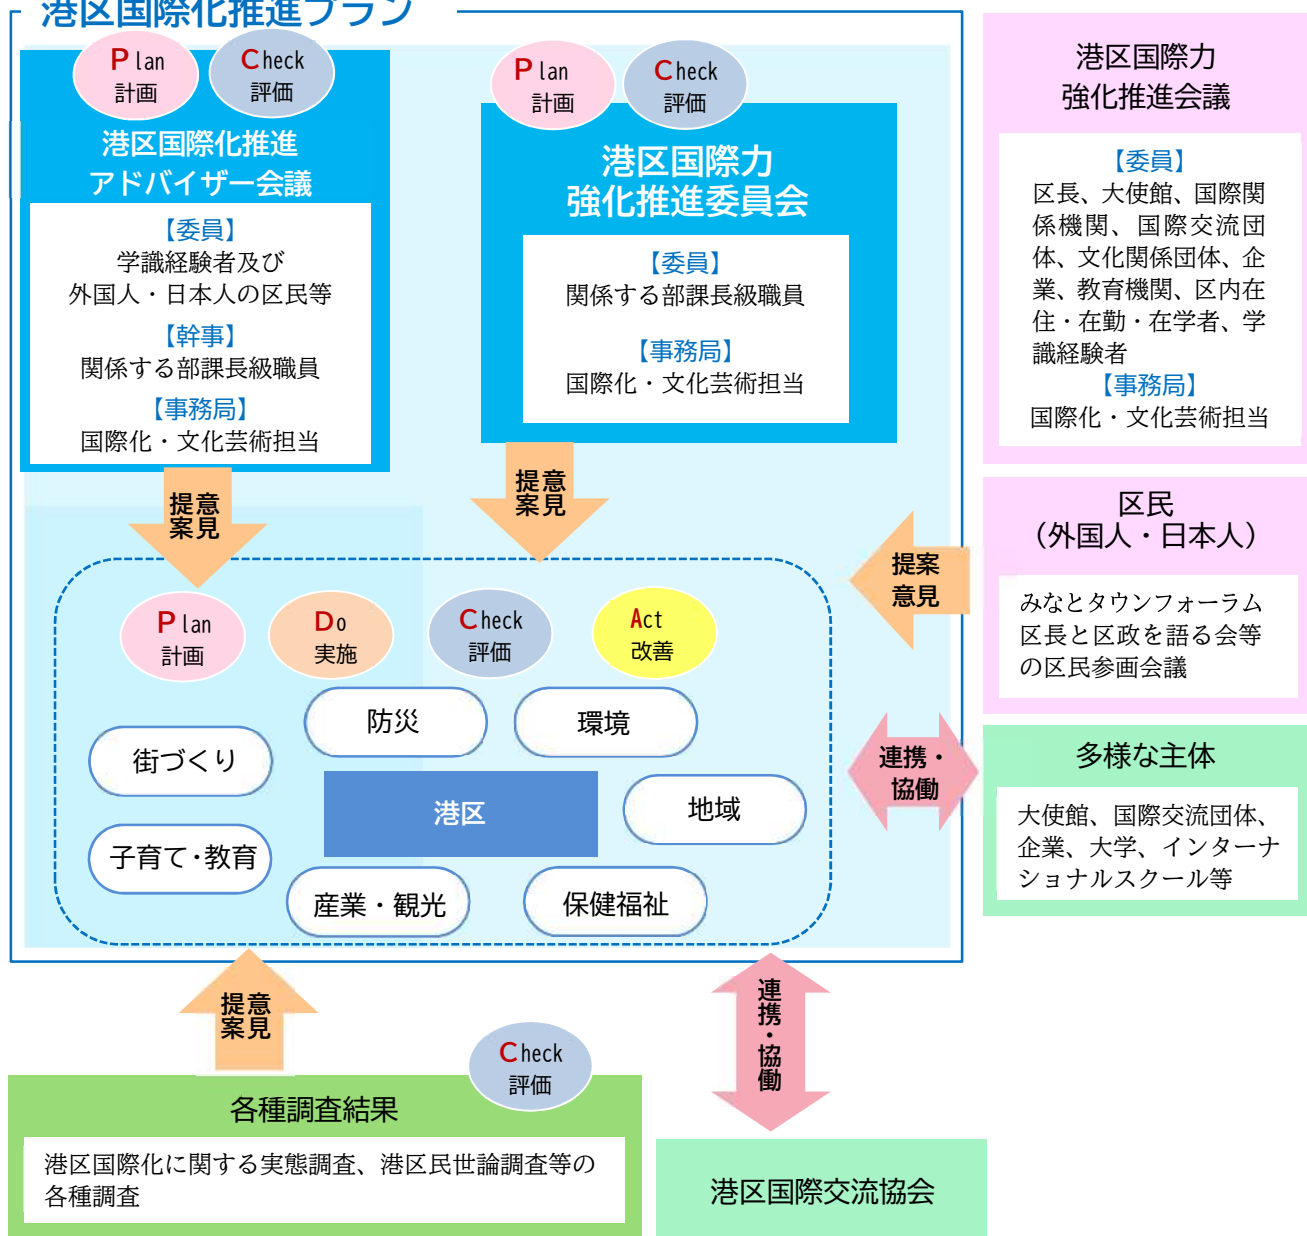 港区国際化推進プラン
Plan
計画
Check
評価
港区国際化推進
アドバイザー会議
【委員】
学識経験者及び
外国人・日本人の区民等
【幹事】
関係する部課長級職員
【事務局】
国際化・文化芸術担当
Plan
計画
Check
評価
港区国際力
強化推進委員会
【委員】
関係する部課長級職員
【事務局】
国際化・文化芸術担当
港区国際力
強化推進会議
【委員】
区長、大使館、国際関
係機関、国際交流団
体、文化関係団体、企
業、教育機関、区内在
住・在勤・在学者、学
識経験者
【事務局】
国際化・文化芸術担当
意見
提案
意見
提案
提案
意見
区民
（外国人・日本人）
みなとタウンフォーラム
区長と区政を語る会等
の区民参画会議
Plan
計画
Do
実施
Check
評価
Act
改善
防災
環境
街づくり
港区
地域
子育て・教育
産業・観光
保健福祉
連携・
協働
多様な主体
大使館、国際交流団体、
企業、大学、インターナ
ショナルスクール等
意見
提案
連携・協働
Check
評価
各種調査結果
港区国際化に関する実態調査、港区民世論調査等の
各種調査
港区国際交流協会